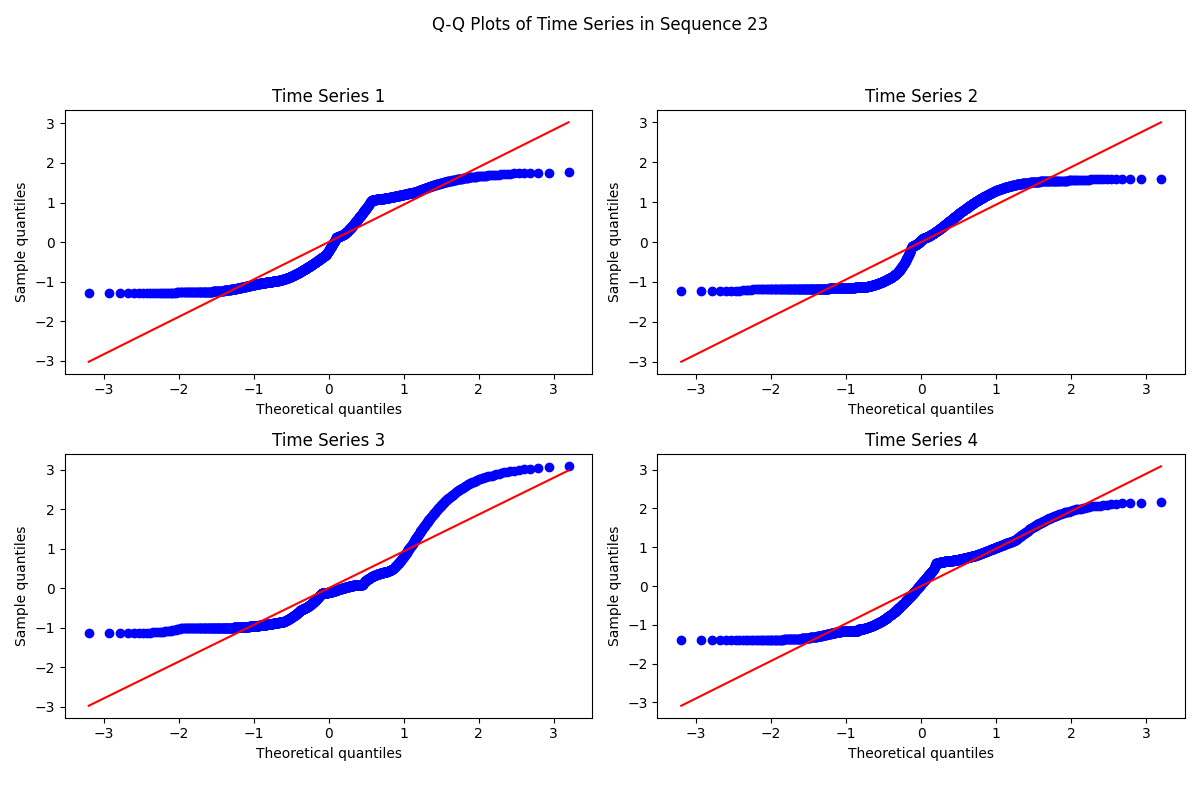 Q-Q Plots of Time Series in Sequence 23
Time Series 1
3
2
1
0
−1
−2
−3
Sample quantiles
−3 −2 −1 0 1 2 3
Theoretical quantiles
Time Series 2
3
2
1
0
−1
−2
−3
Sample quantiles
−3 −2 −1 0 1 2 3
Theoretical quantiles
Time Series 3
3
2
1
0
−1
−2
−3
Sample quantiles
−3 −2 −1 0 1 2 3
Theoretical quantiles
Time Series 4
3
2
1
0
−1
−2
−3
Sample quantiles
−3 −2 −1 0 1 2 3
Theoretical quantiles